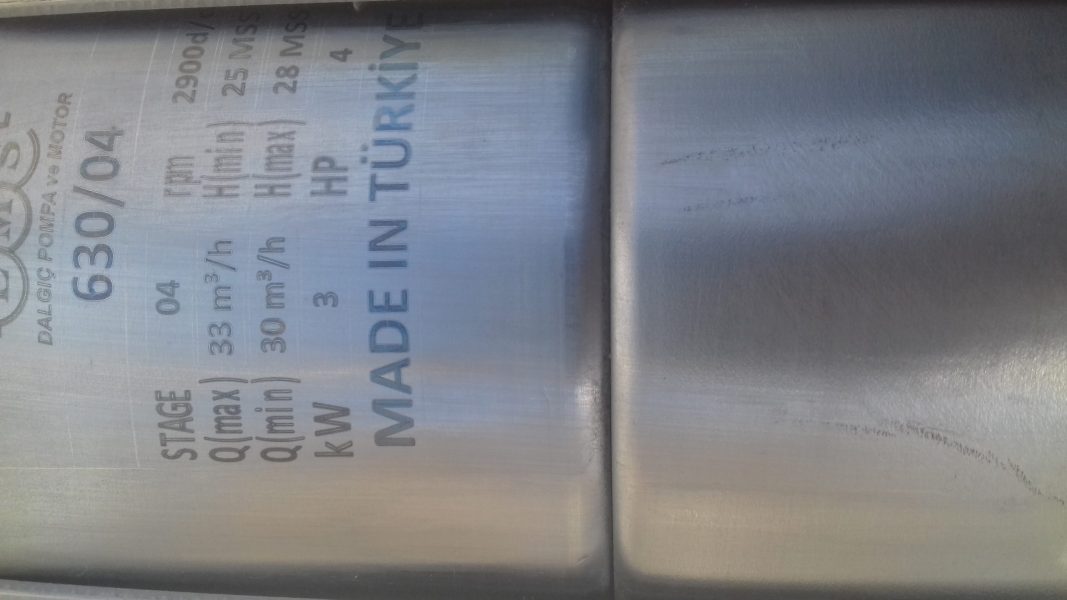 DALGIÇ POMPA ve MOTOR
630/04
STAGE 04 rpm 2900d/
Q(max) 33 m³/h H(min) 25 MSS
Q(min) 30 m³/h H(max) 28 MSS
kW 3 HP 4
MADE IN TÜRKİYE